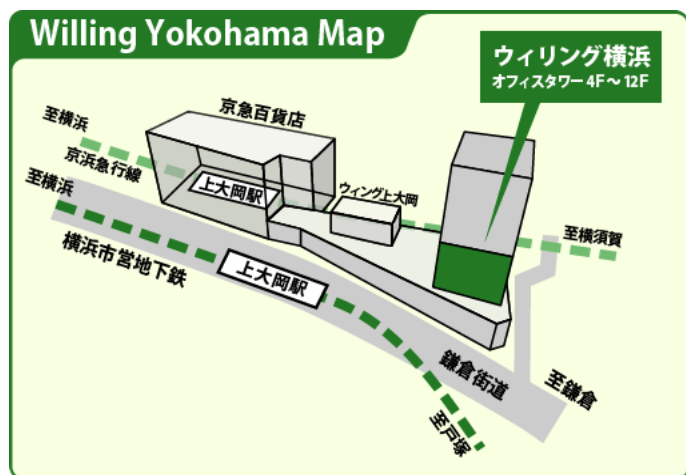 Willing Yokohama Map
ウィリング横浜
オフィスタワー 4F～12F
京急百貨店
至横浜
京浜急行線
上大岡駅
ウィング上大岡
至横浜
至横須賀
横浜市営地下鉄
上大岡駅
鎌倉街道
至鎌倉
至戸塚